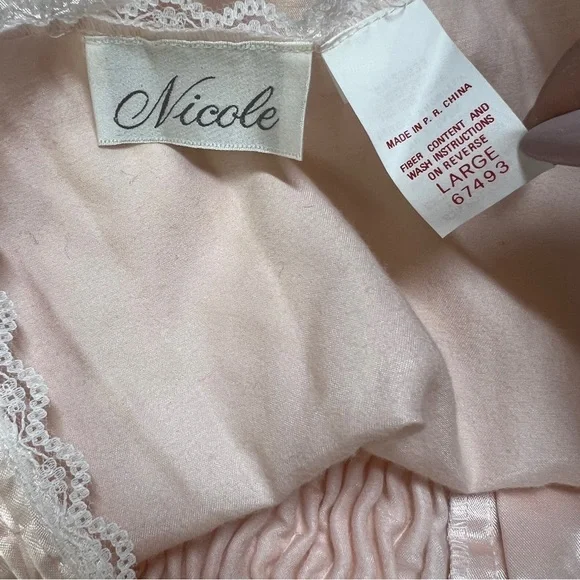 Nicole
MADE IN P. R. CHINA
FIBER CONTENT AND
WASH INSTRUCTIONS
ON REVERSE
LARGE
67493